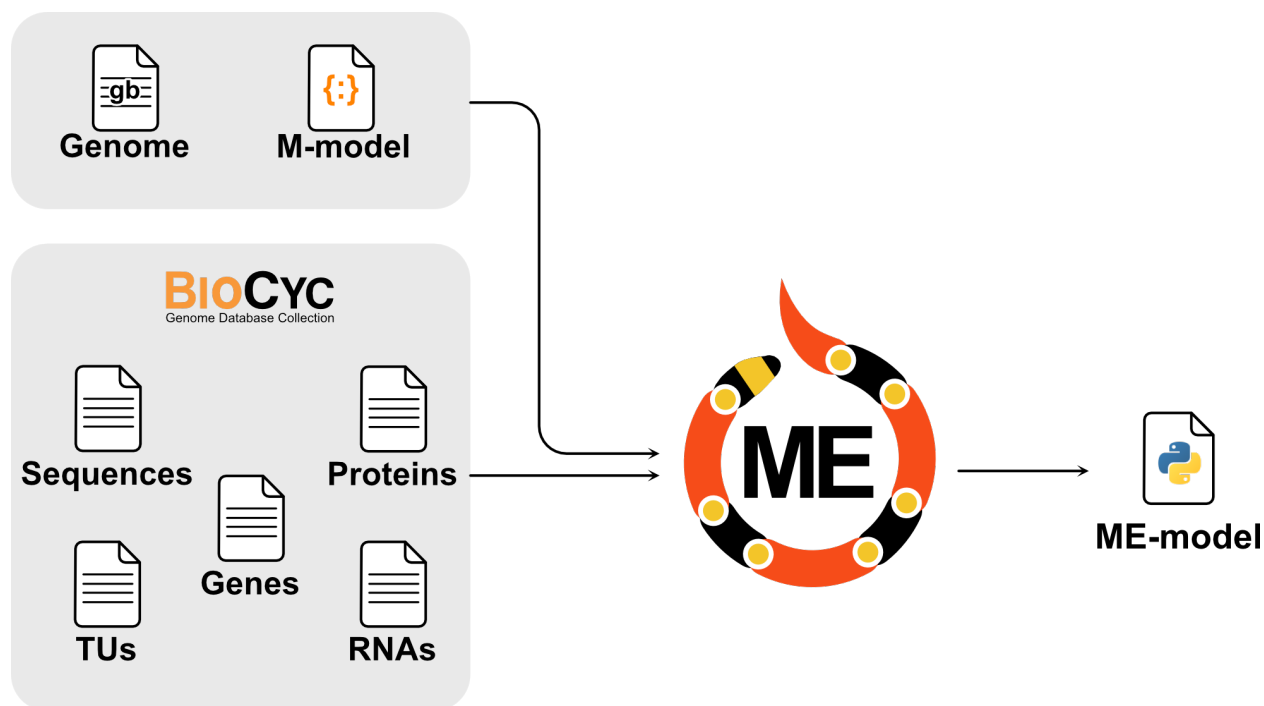 gb
{:}
Genome
M-model
BIOCYC
Genome Database Collection
Sequences
Proteins
Genes
TUs
RNAs
ME
ME-model